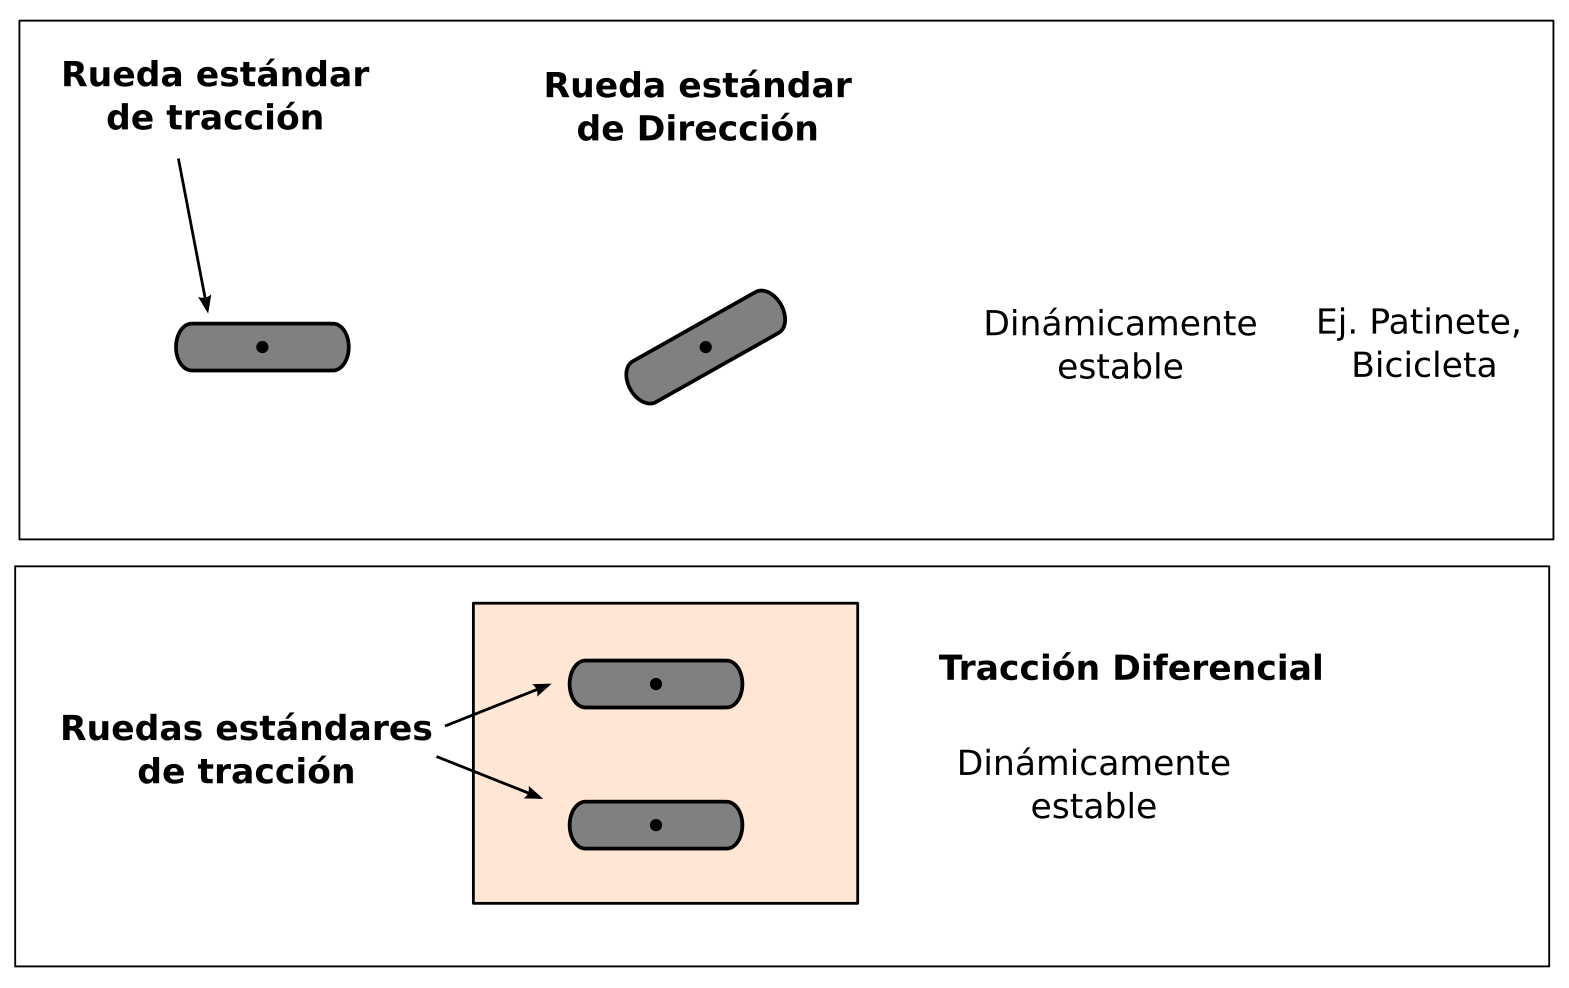 Rueda estándar
de tracción
Rueda estándar
de Dirección
Dinámicamente
estable
Ej. Patinete,
Bicicleta
Ruedas estándares
de tracción
Tracción Diferencial
Dinámicamente
estable